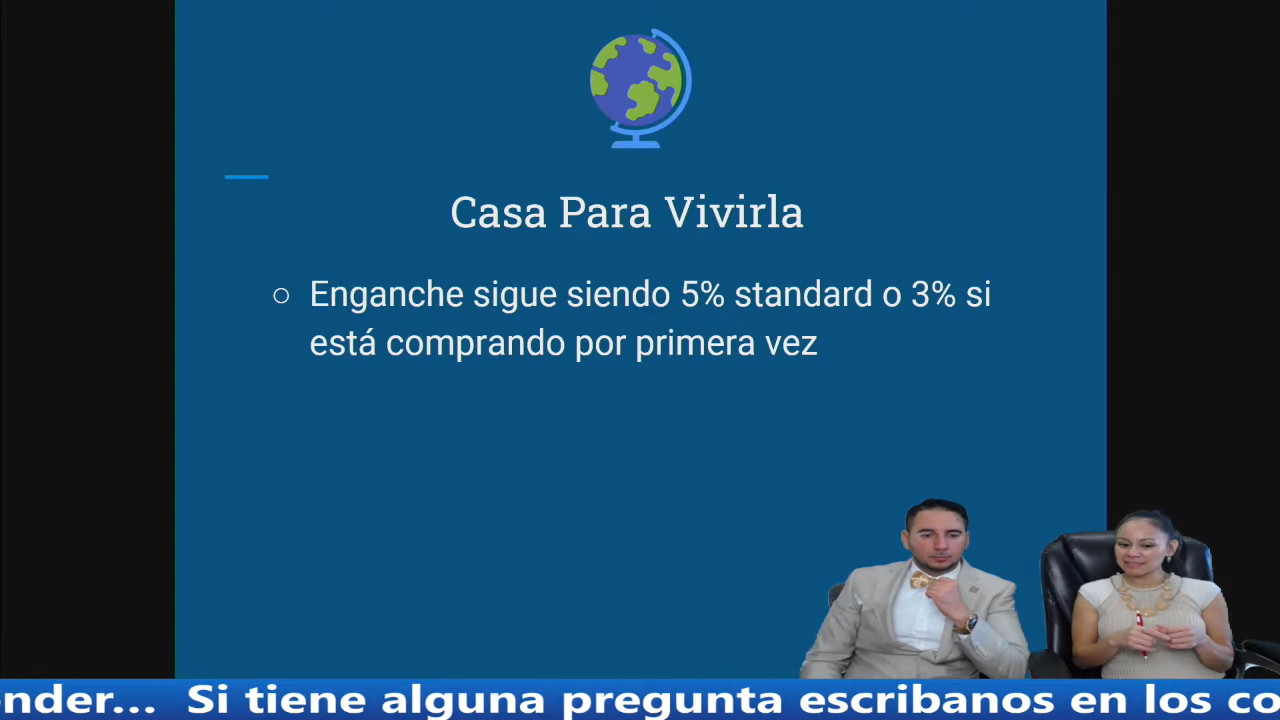 Casa Para Vivirla
Enganche sigue siendo 5% standard o 3% si
está comprando por primera vez
nder... Si tiene alguna pregunta escribanos en los co